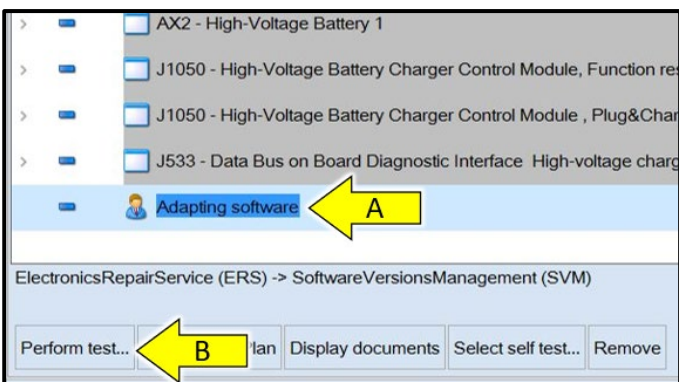 AX2 - High-Voltage Battery 1
J1050 - High-Voltage Battery Charger Control Module, Function
J1050 - High-Voltage Battery Charger Control Module , Plug&Char
J533 - Data Bus on Board Diagnostic Interface High-voltage charg
Adapting software A
ElectronicsRepairService (ERS) -> SoftwareVersionsManagement (SVM)
Perform test... B lan Display documents Select self test... Remove